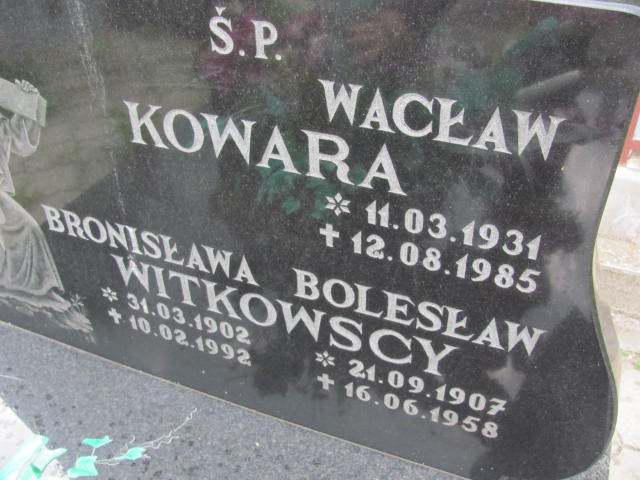 Ś.P.
WACŁAW
KOWARA
* 11.03.1931
+ 12.08.1985
BRONISŁAWA BOLESŁAW
WITKOWSCY
* 31.03.1902 * 21.09.1907
+ 10.02.1992 + 16.06.1958